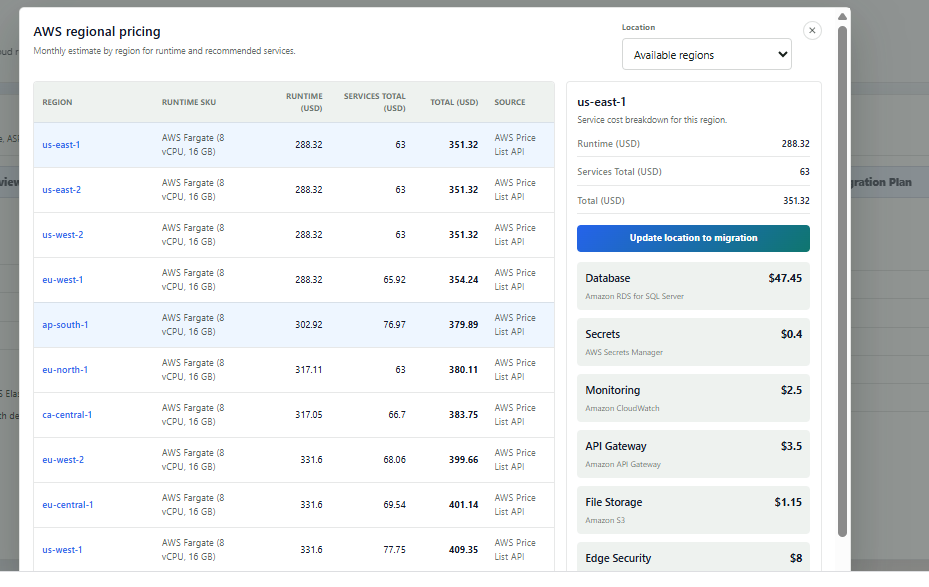 AWS regional pricing
Monthly estimate by region for runtime and recommended services.
Location
Available regions
REGION RUNTIME SKU RUNTIME (USD) SERVICES TOTAL (USD) TOTAL (USD) SOURCE
us-east-1 AWS Fargate (8 vCPU, 16 GB) 288.32 63 351.32 AWS Price List API
us-east-2 AWS Fargate (8 vCPU, 16 GB) 288.32 63 351.32 AWS Price List API
us-west-2 AWS Fargate (8 vCPU, 16 GB) 288.32 63 351.32 AWS Price List API
eu-west-1 AWS Fargate (8 vCPU, 16 GB) 288.32 65.92 354.24 AWS Price List API
ap-south-1 AWS Fargate (8 vCPU, 16 GB) 302.92 76.97 379.89 AWS Price List API
eu-north-1 AWS Fargate (8 vCPU, 16 GB) 317.11 63 380.11 AWS Price List API
ca-central-1 AWS Fargate (8 vCPU, 16 GB) 317.05 66.7 383.75 AWS Price List API
eu-west-2 AWS Fargate (8 vCPU, 16 GB) 331.6 68.06 399.66 AWS Price List API
eu-central-1 AWS Fargate (8 vCPU, 16 GB) 331.6 69.54 401.14 AWS Price List API
us-west-1 AWS Fargate (8 vCPU, 16 GB) 331.6 77.75 409.35 AWS Price List API
us-east-1
Service cost breakdown for this region.
Runtime (USD) 288.32
Services Total (USD) 63
Total (USD) 351.32
Update location to migration
Database $47.45
Amazon RDS for SQL Server
Secrets $0.4
AWS Secrets Manager
Monitoring $2.5
Amazon CloudWatch
API Gateway $3.5
Amazon API Gateway
File Storage $1.15
Amazon S3
Edge Security $8
Plan